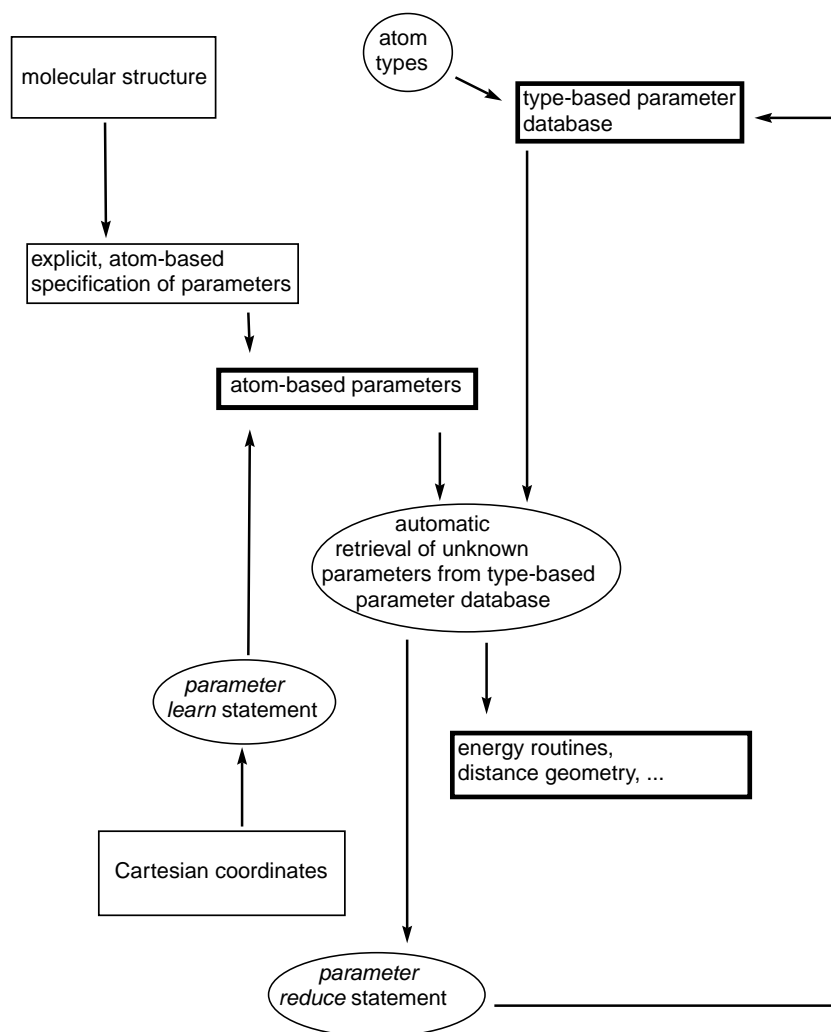 atom
types
molecular structure
type-based parameter
database
explicit, atom-based
specification of parameters
atom-based parameters
automatic
retrieval of unknown
parameters from type-based
parameter database
parameter
learn statement
energy routines,
distance geometry, ...
Cartesian coordinates
parameter
reduce statement